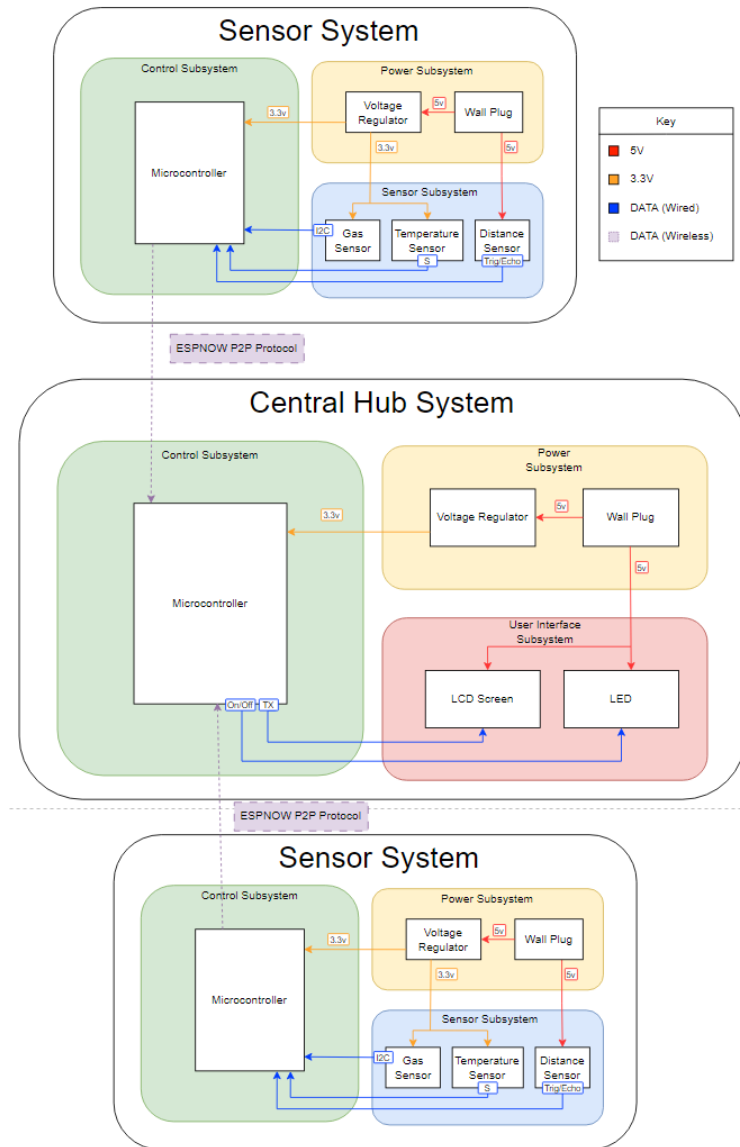 Sensor System
Control Subsystem
Power Subsystem
Microcontroller
3.3v
Voltage
Regulator
5v
Wall Plug
3.3v
5v
Sensor Subsystem
I2C
Gas
Sensor
Temperature
Sensor
S
Distance
Sensor
Trig/Echo
Key
5V
3.3V
DATA (Wired)
DATA (Wireless)
ESPNOW P2P Protocol
Central Hub System
Control Subsystem
Power
Subsystem
Microcontroller
3.3v
Voltage Regulator
5v
Wall Plug
5v
User Interface
Subsystem
LCD Screen
LED
On/Off
TX
ESPNOW P2P Protocol
Sensor System
Control Subsystem
Power Subsystem
Microcontroller
3.3v
Voltage
Regulator
5v
Wall Plug
3.3v
5v
Sensor Subsystem
I2C
Gas
Sensor
Temperature
Sensor
S
Distance
Sensor
Trig/Echo